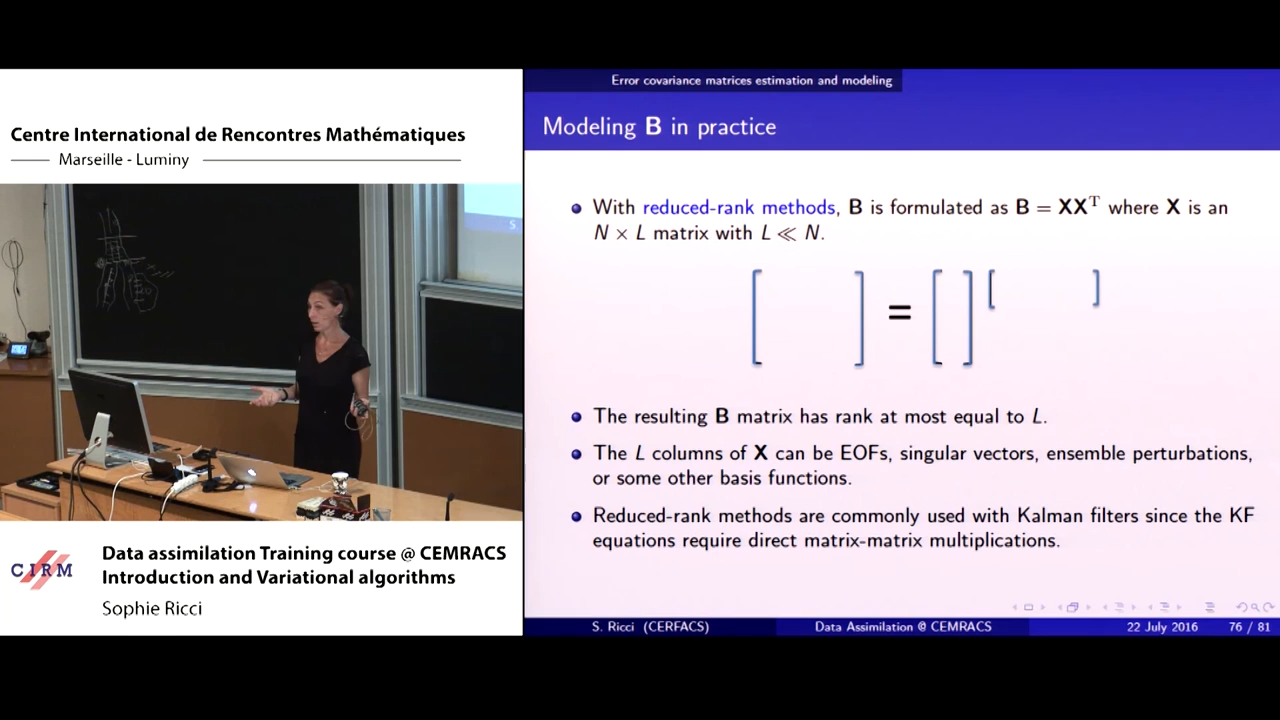 Centre International de Rencontres Mathématiques
Marseille - Luminy
Data assimilation Training course @ CEMRACS
Introduction and Variational algorithms
Sophie Ricci
CIRM
Error covariance matrices estimation and modeling
Modeling B in practice
With reduced-rank methods, B is formulated as B = XXᵀ where X is an
N × L matrix with L ≪ N.
[ ] = [ ] [ ]
The resulting B matrix has rank at most equal to L.
The L columns of X can be EOFs, singular vectors, ensemble perturbations,
or some other basis functions.
Reduced-rank methods are commonly used with Kalman filters since the KF
equations require direct matrix-matrix multiplications.
S. Ricci (CERFACS) Data Assimilation @ CEMRACS 22 July 2016 76 / 81